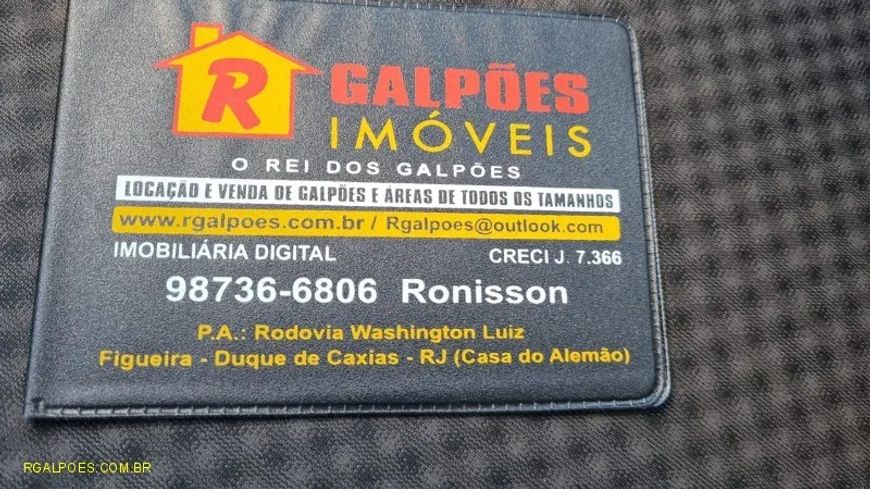 R GALPÕES
IMÓVEIS
O REI DOS GALPÕES
LOCAÇÃO E VENDA DE GALPÕES E ÁREAS DE TODOS OS TAMANHOS
www.rgalpoes.com.br / Rgalpoes@outlook.com
IMOBILIÁRIA DIGITAL CRECI J. 7.366
98736-6806 Ronisson
P.A.: Rodovia Washington Luiz
Figueira - Duque de Caxias - RJ (Casa do Alemão)
RGALPOES.COM.BR